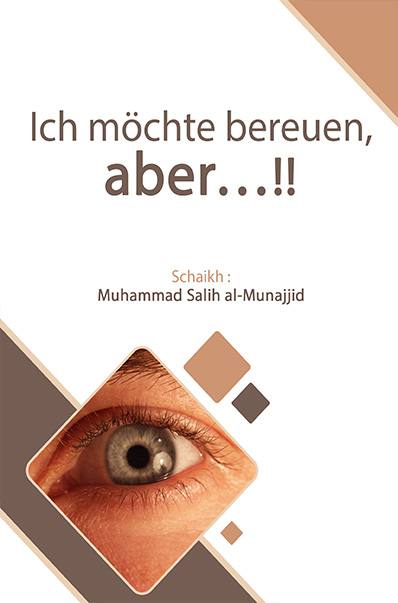 Ich möchte bereuen,
aber...!!
Schaikh :
Muhammad Salih al-Munajjid